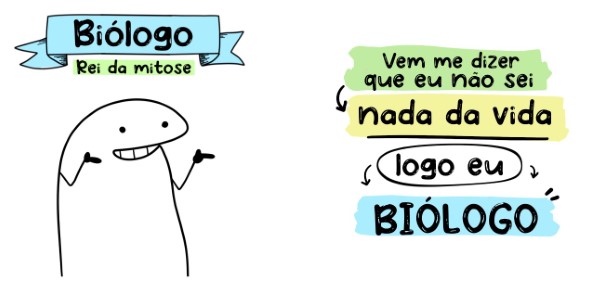 Biólogo
Rei da mitose
Vem me dizer
que eu não sei
nada da vida
logo eu
BIÓLOGO